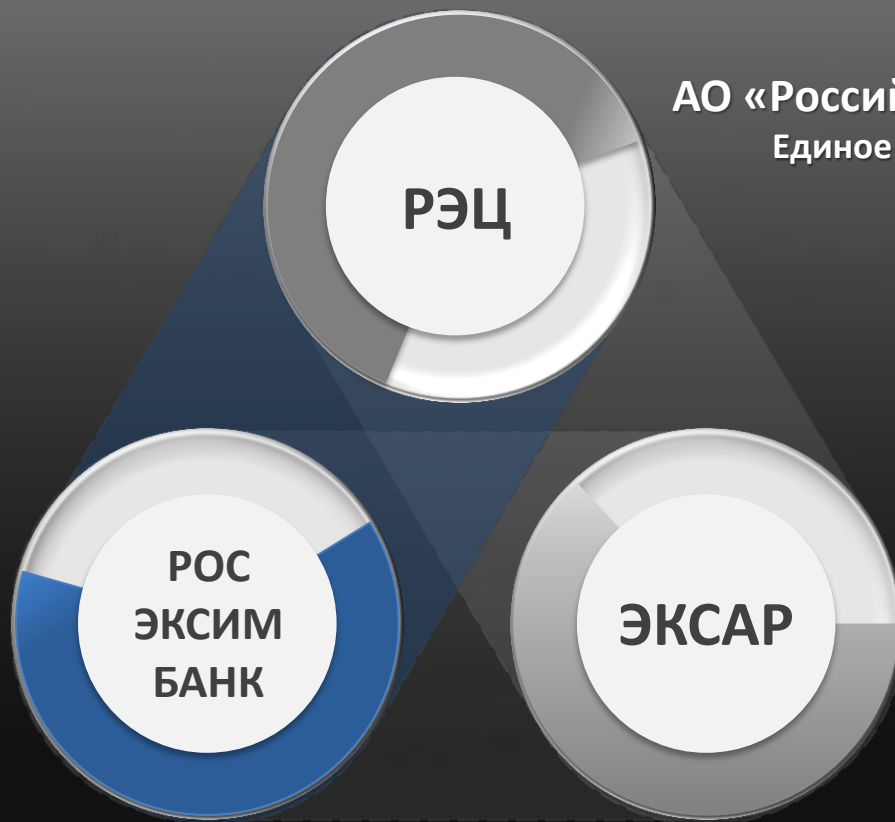 РЭЦ
АО «Россий
Единое
РОС
ЭКСИМ
БАНК
ЭКСАР